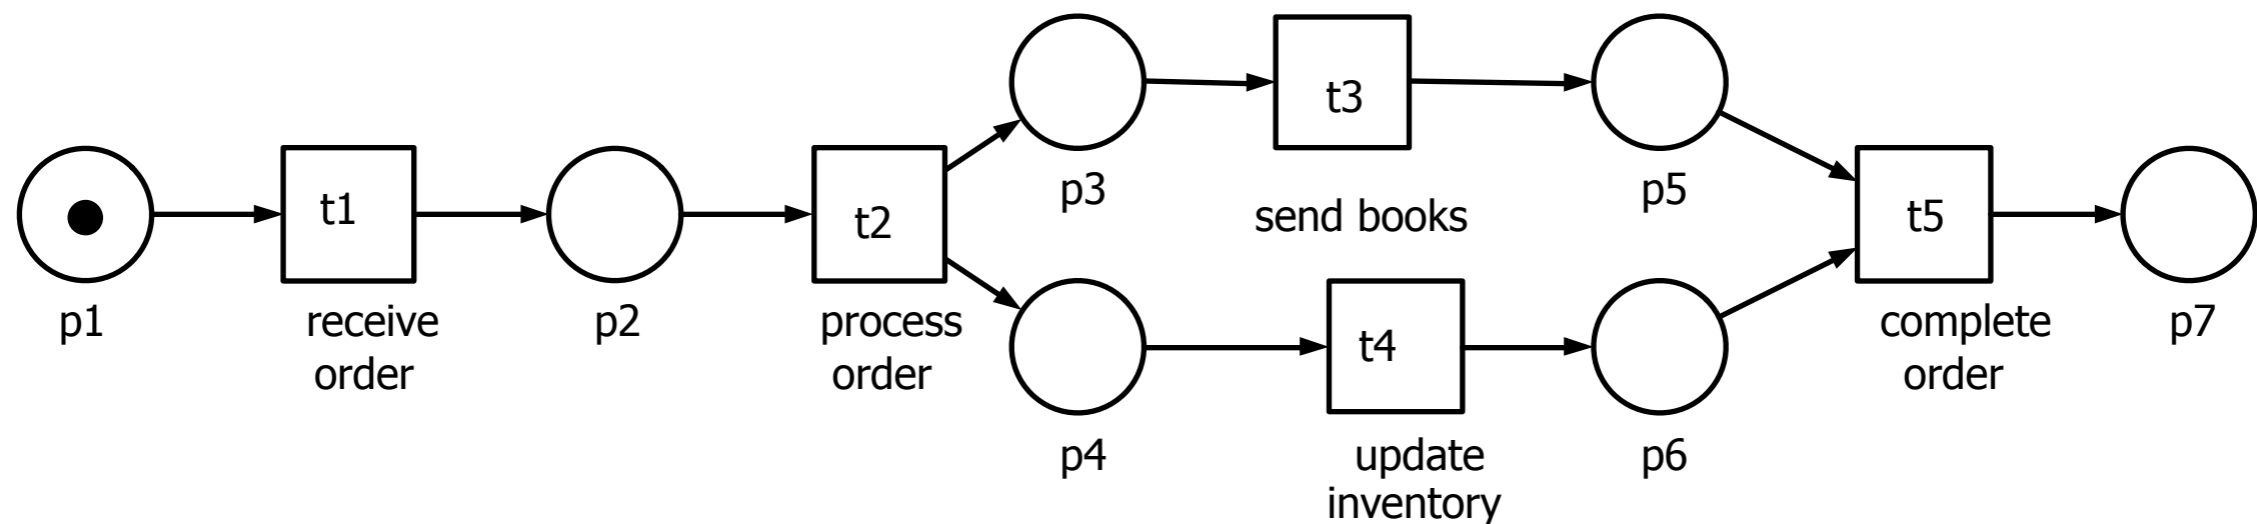 t1
t2
t3
t4
t5
p1
receive
order
p2
process
order
p3
send books
p4
update
inventory
p5
p6
complete
order
p7